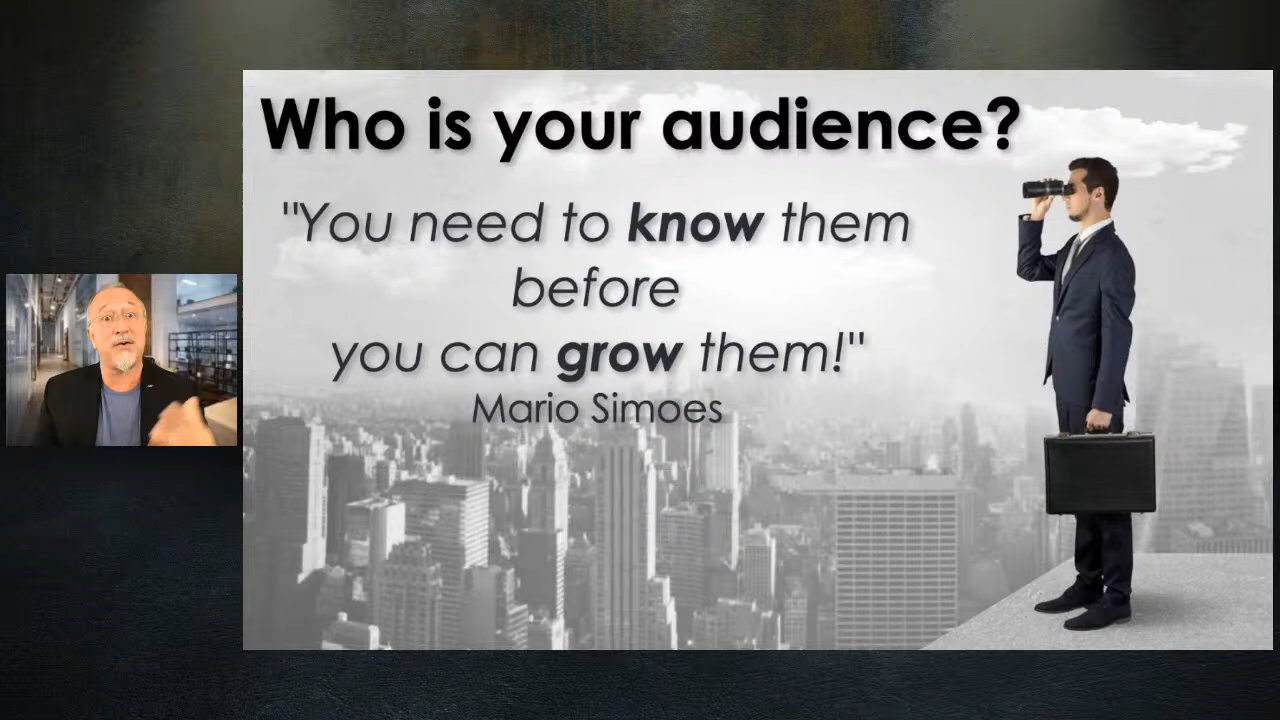 Who is your audience?
"You need to know them
before
you can grow them!"
Mario Simoes